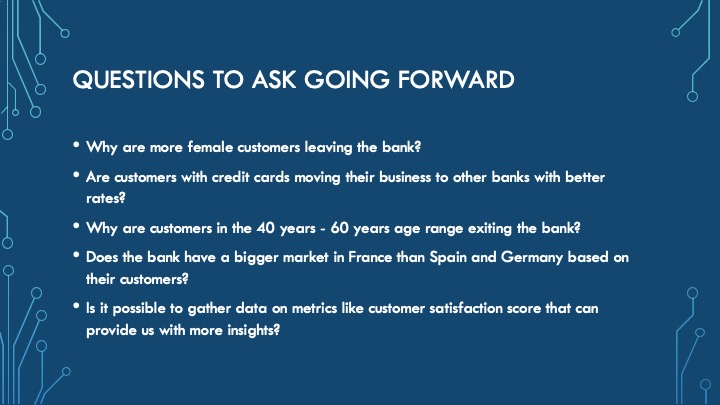 QUESTIONS TO ASK GOING FORWARD
• Why are more female customers leaving the bank?
• Are customers with credit cards moving their business to other banks with better
rates?
• Why are customers in the 40 years - 60 years age range exiting the bank?
• Does the bank have a bigger market in France than Spain and Germany based on
their customers?
• Is it possible to gather data on metrics like customer satisfaction score that can
provide us with more insights?